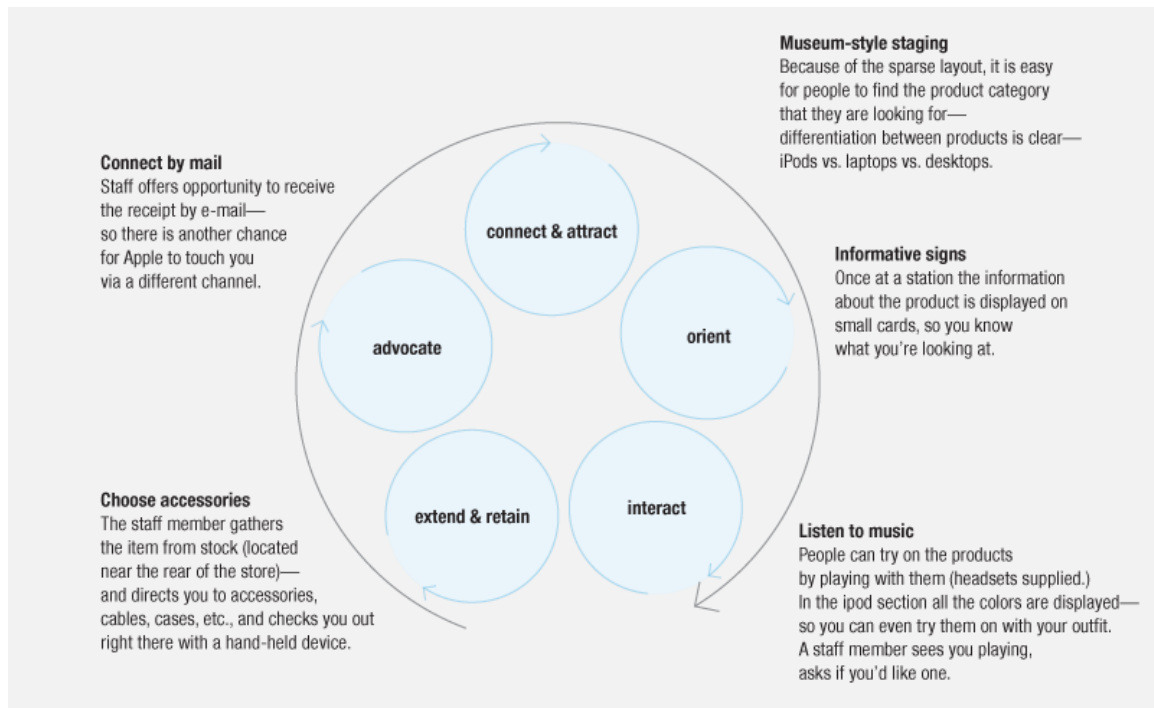 Museum-style staging
Because of the sparse layout, it is easy
for people to find the product category
that they are looking for—
differentiation between products is clear—
iPods vs. laptops vs. desktops.
Connect by mail
Staff offers opportunity to receive
the receipt by e-mail—
so there is another chance
for Apple to touch you
via a different channel.
connect & attract
Informative signs
Once at a station the information
about the product is displayed on
small cards, so you know
what you're looking at.
orient
advocate
Choose accessories
The staff member gathers
the item from stock (located
near the rear of the store)—
and directs you to accessories,
cables, cases, etc., and checks you out
right there with a hand-held device.
extend & retain
interact
Listen to music
People can try on the products
by playing with them (headsets supplied.)
In the ipod section all the colors are displayed—
so you can even try them on with your outfit.
A staff member sees you playing,
asks if you'd like one.